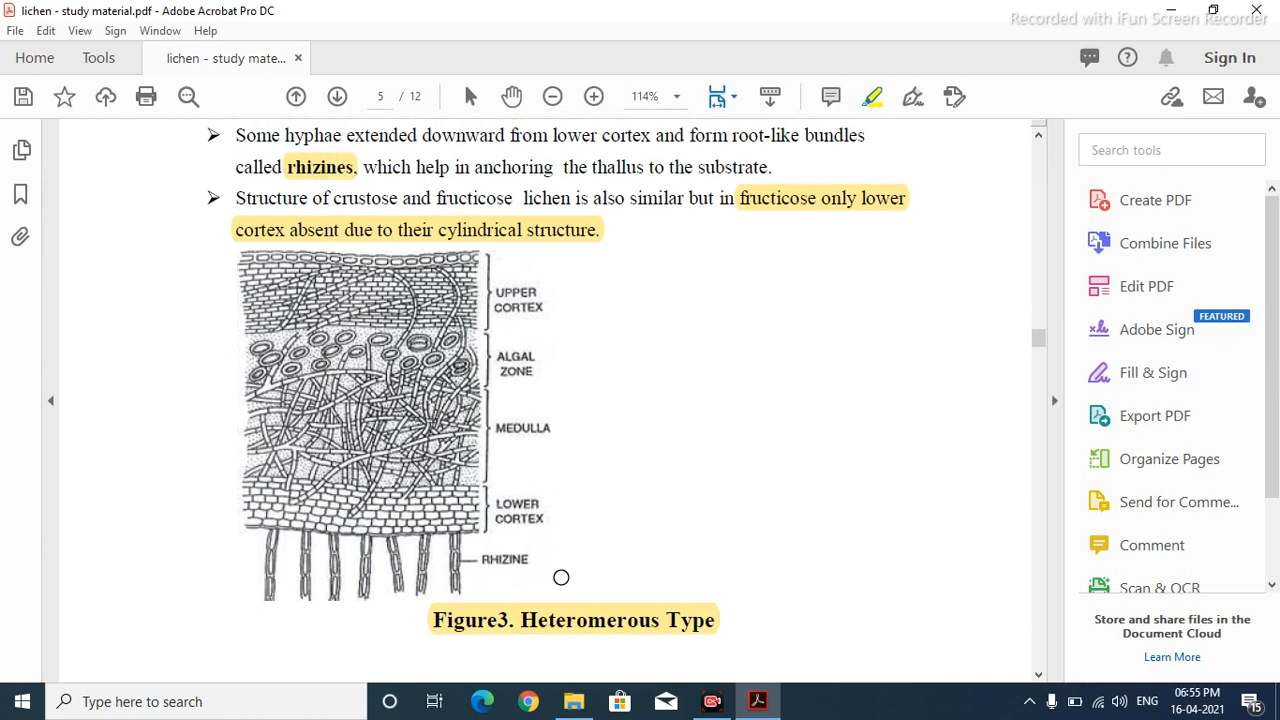 lichen - study material.pdf - Adobe Acrobat Pro DC
Recorded with iFun Screen Recorder
File Edit View Sign Window Help
Home Tools lichen - study mate... × Sign In
5 / 12 114%
Some hyphae extended downward from lower cortex and form root-like bundles
called rhizines, which help in anchoring the thallus to the substrate.
Structure of crustose and fructicose lichen is also similar but in fructicose only lower
cortex absent due to their cylindrical structure.
UPPER
CORTEX
ALGAL
ZONE
MEDULLA
LOWER
CORTEX
RHIZINE
Figure3. Heteromerous Type
Search tools
Create PDF
Combine Files
Edit PDF
FEATURED
Adobe Sign
Fill & Sign
Export PDF
Organize Pages
Send for Comme...
Comment
Scan & OCR
Store and share files in the
Document Cloud
Learn More
Type here to search
ENG
06:55 PM
16-04-2021
15